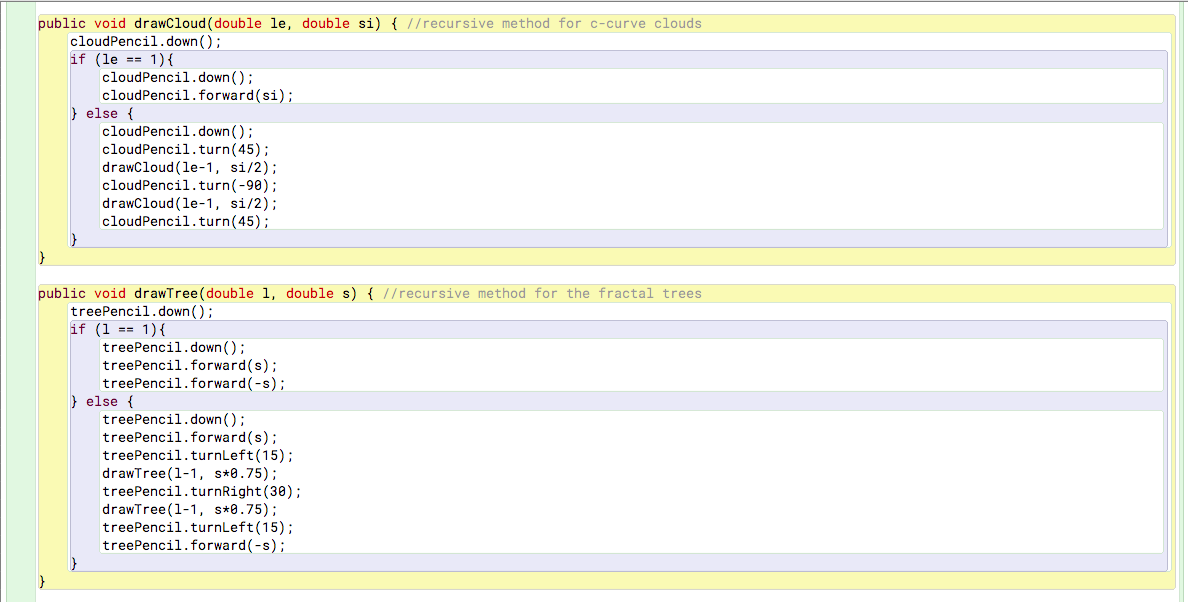 public void drawCloud(double le, double si) { //recursive method for c-curve clouds
    cloudPencil.down();
    if (le == 1){
        cloudPencil.down();
        cloudPencil.forward(si);
    } else {
        cloudPencil.down();
        cloudPencil.turn(45);
        drawCloud(le-1, si/2);
        cloudPencil.turn(-90);
        drawCloud(le-1, si/2);
        cloudPencil.turn(45);
    }
}
public void drawTree(double l, double s) { //recursive method for the fractal trees
    treePencil.down();
    if (l == 1){
        treePencil.down();
        treePencil.forward(s);
        treePencil.forward(-s);
    } else {
        treePencil.down();
        treePencil.forward(s);
        treePencil.turnLeft(15);
        drawTree(l-1, s*0.75);
        treePencil.turnRight(30);
        drawTree(l-1, s*0.75);
        treePencil.turnLeft(15);
        treePencil.forward(-s);
    }
}